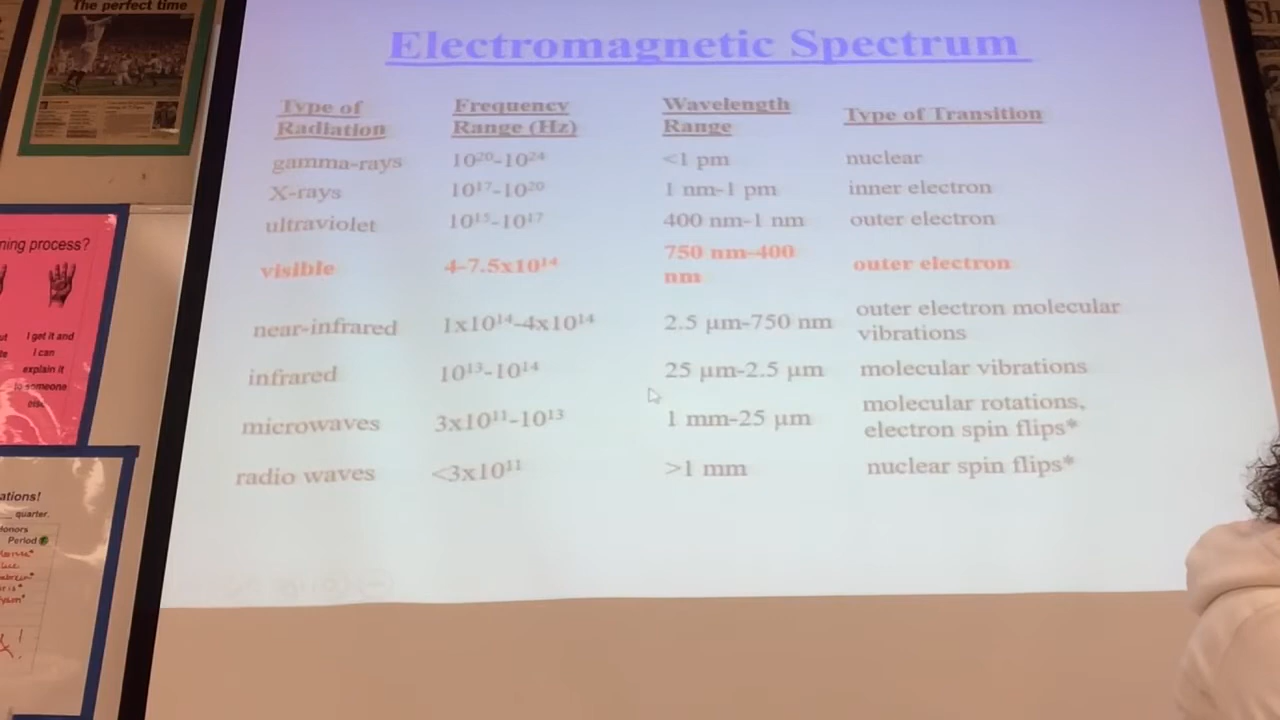 The perfect time
Sh
ning process?
I get it and
I can
explain it
to someone
else
ations!
quarter.
Honors
Period
Electromagnetic Spectrum
Type of Radiation Frequency Range (Hz) Wavelength Range Type of Transition
gamma-rays 10²⁰-10²⁴ <1 pm nuclear
X-rays 10¹⁷-10²⁰ 1 nm-1 pm inner electron
ultraviolet 10¹⁵-10¹⁷ 400 nm-1 nm outer electron
visible 4-7.5x10¹⁴ 750 nm-400 nm outer electron
near-infrared 1x10¹⁴-4x10¹⁴ 2.5 µm-750 nm outer electron molecular vibrations
infrared 10¹³-10¹⁴ 25 µm-2.5 µm molecular vibrations
microwaves 3x10¹¹-10¹³ 1 mm-25 µm molecular rotations, electron spin flips*
radio waves <3x10¹¹ >1 mm nuclear spin flips*